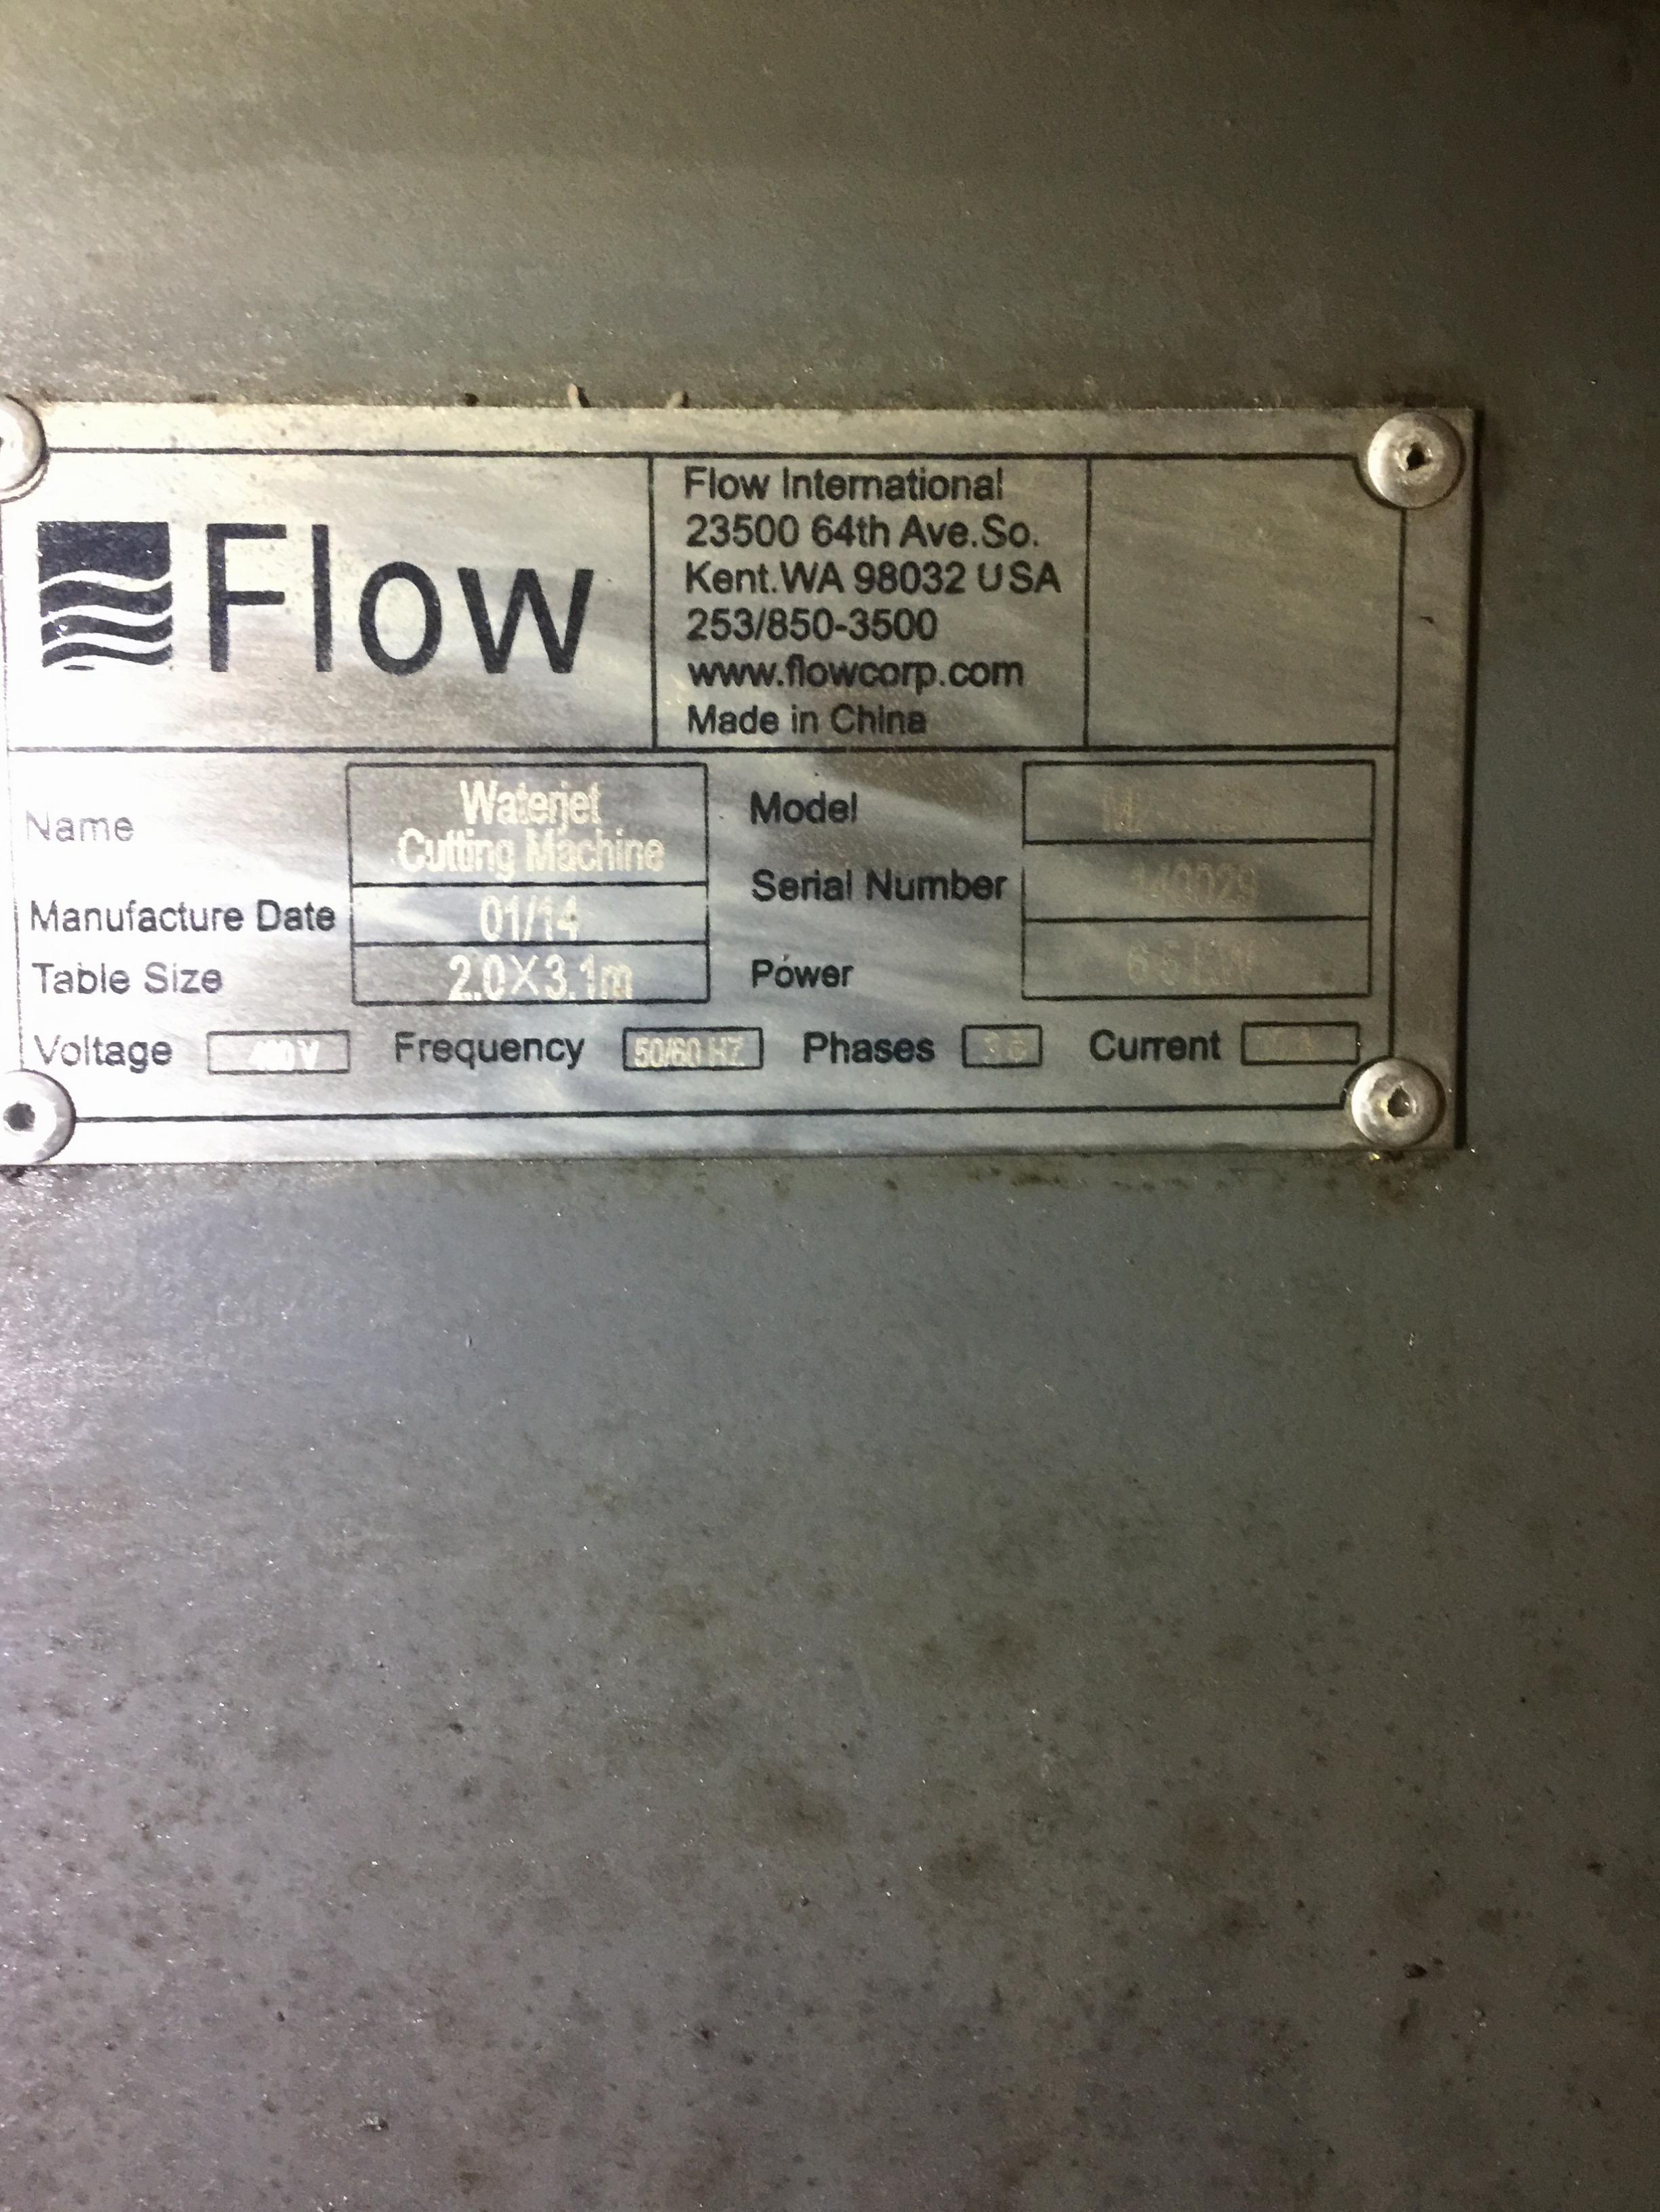 Flow
Flow International
23500 64th Ave.So.
Kent.WA 98032 USA
253/850-3500
www.flowcorp.com
Made in China
Name Waterjet
Cutting Machine
Manufacture Date 01/14
Table Size 2.0X3.1m
Model
Serial Number 140029
Power
Voltage Frequency 50/60 HZ Phases Current